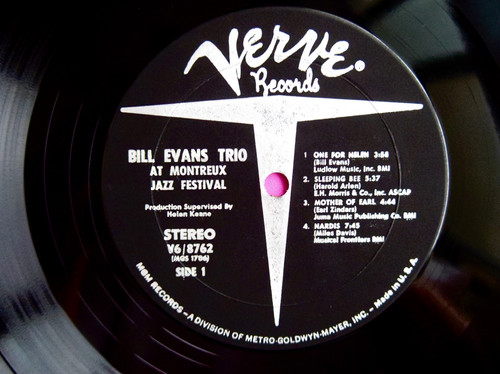 Verve®
Records
BILL EVANS TRIO
AT MONTREUX
JAZZ FESTIVAL
Production Supervised By
Helen Keane
STEREO
V6/8762
(MGS 1706)
SIDE 1
1 ONE FOR HELEN 3:58
(Bill Evans)
Ludlow Music, Inc. BMI
2. SLEEPING BEE 5:37
(Harold Arlen)
E.H. Morris & Co., Inc. ASCAP
3. MOTHER OF EARL 4:44
(Earl Zinders)
Jumo Music Publishing Co. BMI
4. NARDIS 7:45
(Miles Davis)
Musical Frontiers BMI
MGM RECORDS—A DIVISION OF METRO-GOLDWYN-MAYER, INC. – Made in U.S.A.